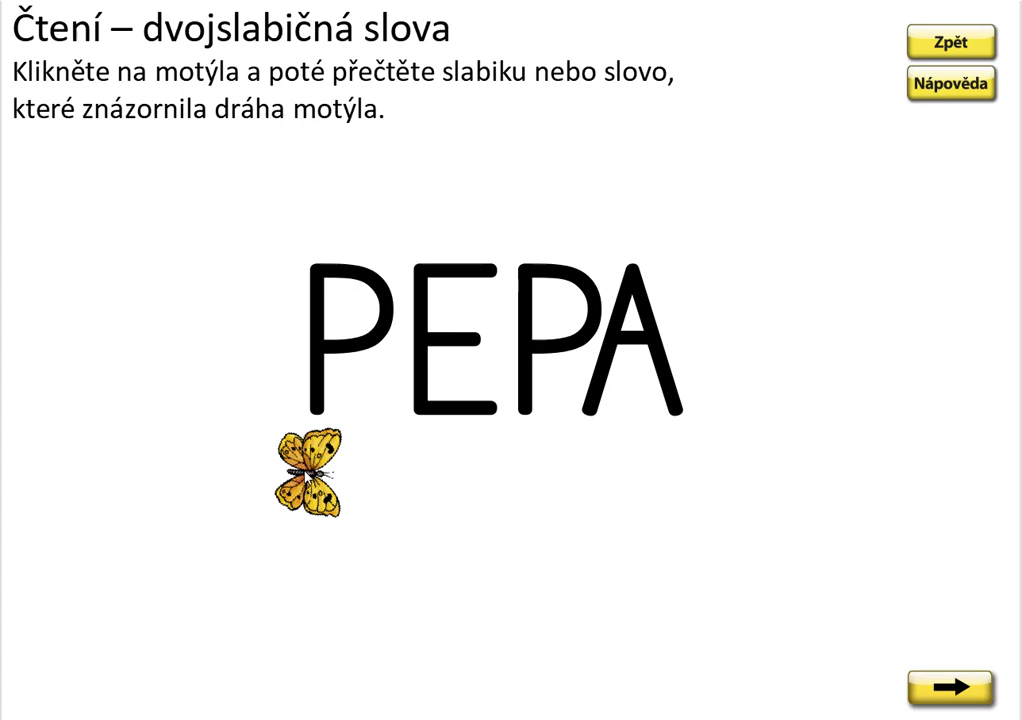 Čtení – dvojslabičná slova
Zpět
Klikněte na motýla a poté přečtěte slabiku nebo slovo,
Nápověda
které znázornila dráha motýla.
PEPA